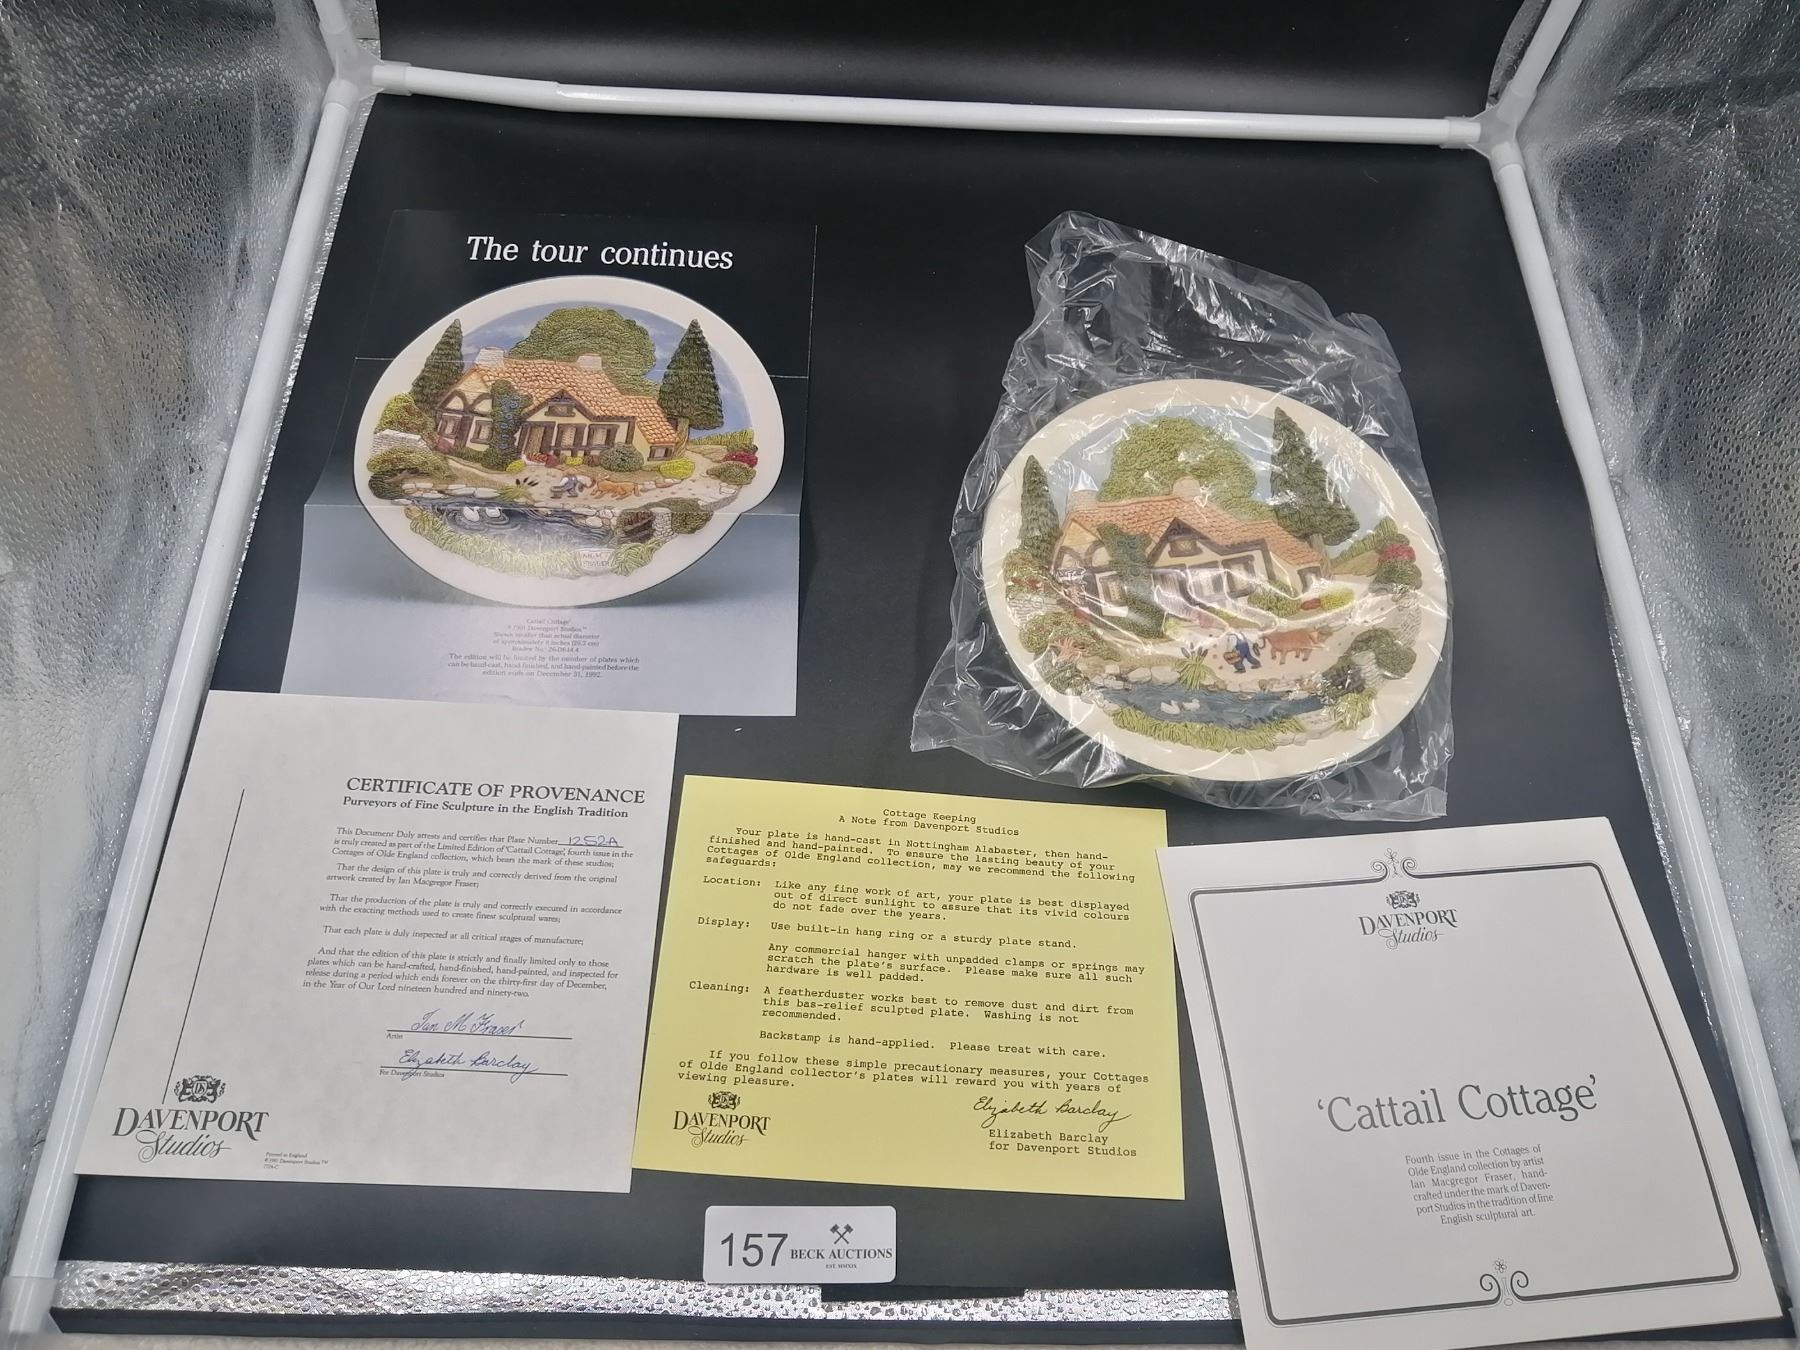 The tour continues
'Cattail Cottage'
© 1991 Davenport Studios™
Shown smaller than actual diameter
The edition will be limited by the number of plates which
can be hand-cast, hand-finished, and hand-painted before the
edition ends on December 31, 1992.
CERTIFICATE OF PROVENANCE
Purveyors of Fine Sculpture in the English Tradition
This Document Duly attests and certifies that Plate Number 1252A
is truly created as part of the Limited Edition of 'Cattail Cottage,' fourth issue in the
Cottages of Olde England collection, which bears the mark of these studios;
That the design of this plate is truly and correctly derived from the original
artwork created by Ian Macgregor Fraser;
That the production of the plate is truly and correctly executed in accordance
with the exacting methods used to create finest sculptural wares;
That each plate is duly inspected at all critical stages of manufacture;
And that the edition of this plate is strictly and finally limited only to those
plates which can be hand-crafted, hand-finished, hand-painted, and inspected for
release during a period which ends forever on the thirty-first day of December,
in the Year of Our Lord nineteen hundred and ninety-two.
Ian M Fraser
Artist
Elizabeth Barclay
For Davenport Studios
DAVENPORT
Studios
Printed in England
© 1991 Davenport Studios™
Cottage Keeping
A Note from Davenport Studios
Your plate is hand-cast in Nottingham Alabaster, then hand-
finished and hand-painted. To ensure the lasting beauty of your
Cottages of Olde England collection, may we recommend the following
safeguards:
Location: Like any fine work of art, your plate is best displayed
out of direct sunlight to assure that its vivid colours
do not fade over the years.
Display: Use built-in hang ring or a sturdy plate stand.
Any commercial hanger with unpadded clamps or springs may
scratch the plate's surface. Please make sure all such
hardware is well padded.
Cleaning: A featherduster works best to remove dust and dirt from
this bas-relief sculpted plate. Washing is not
recommended.
Backstamp is hand-applied. Please treat with care.
If you follow these simple precautionary measures, your Cottages
of Olde England collector's plates will reward you with years of
viewing pleasure.
Elizabeth Barclay
Elizabeth Barclay
for Davenport Studios
DAVENPORT
Studios
DAVENPORT
Studios
'Cattail Cottage'
Fourth issue in the Cottages of
Olde England collection by artist
Ian Macgregor Fraser, hand-
crafted under the mark of Daven-
port Studios in the tradition of fine
English sculptural art.
157 BECK AUCTIONS
EST. MMXIX